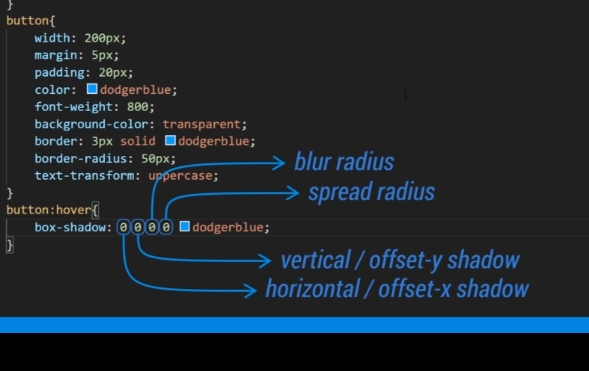 }
button{
width: 200px;
margin: 5px;
padding: 20px;
color: dodgerblue;
font-weight: 800;
background-color: transparent;
border: 3px solid dodgerblue;
border-radius: 50px;
text-transform: uppercase;
}
button:hover{
box-shadow: 0 0 0 0 dodgerblue;
}
blur radius
spread radius
vertical / offset-y shadow
horizontal / offset-x shadow